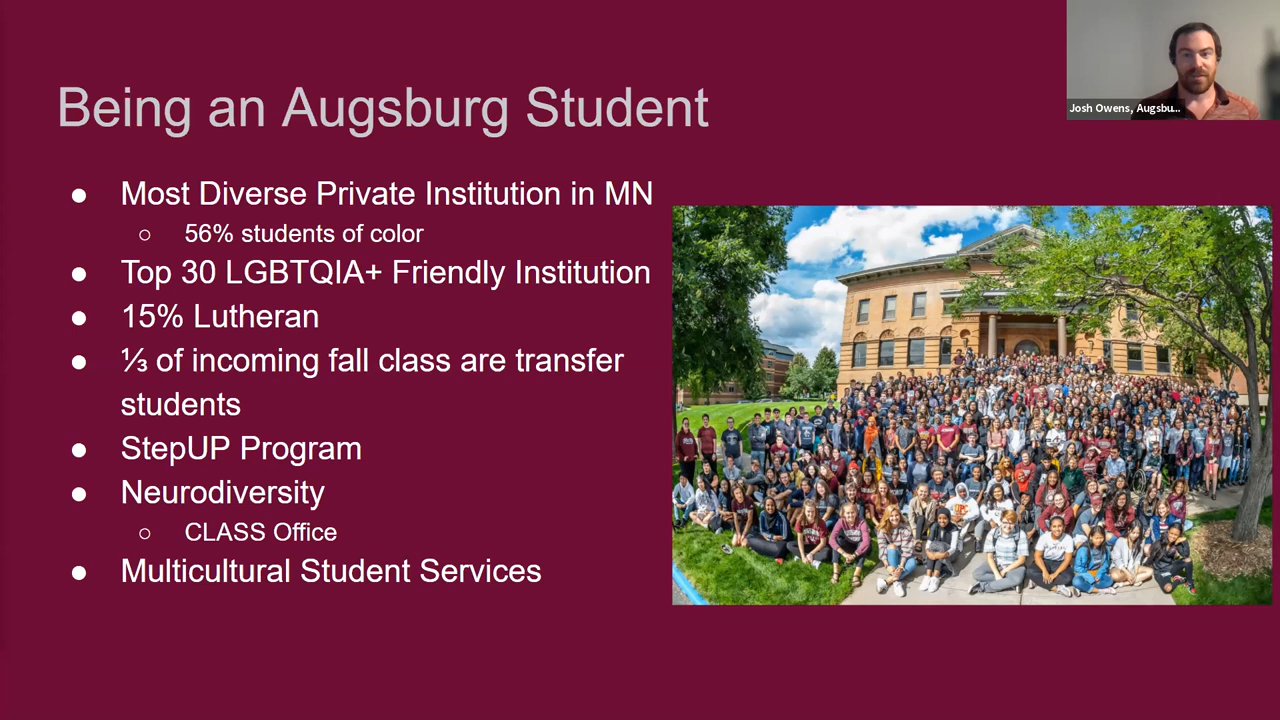 Being an Augsburg Student
● Most Diverse Private Institution in MN
○ 56% students of color
● Top 30 LGBTQIA+ Friendly Institution
● 15% Lutheran
● ⅓ of incoming fall class are transfer
students
● StepUP Program
● Neurodiversity
○ CLASS Office
● Multicultural Student Services
Josh Owens, Augsbu...